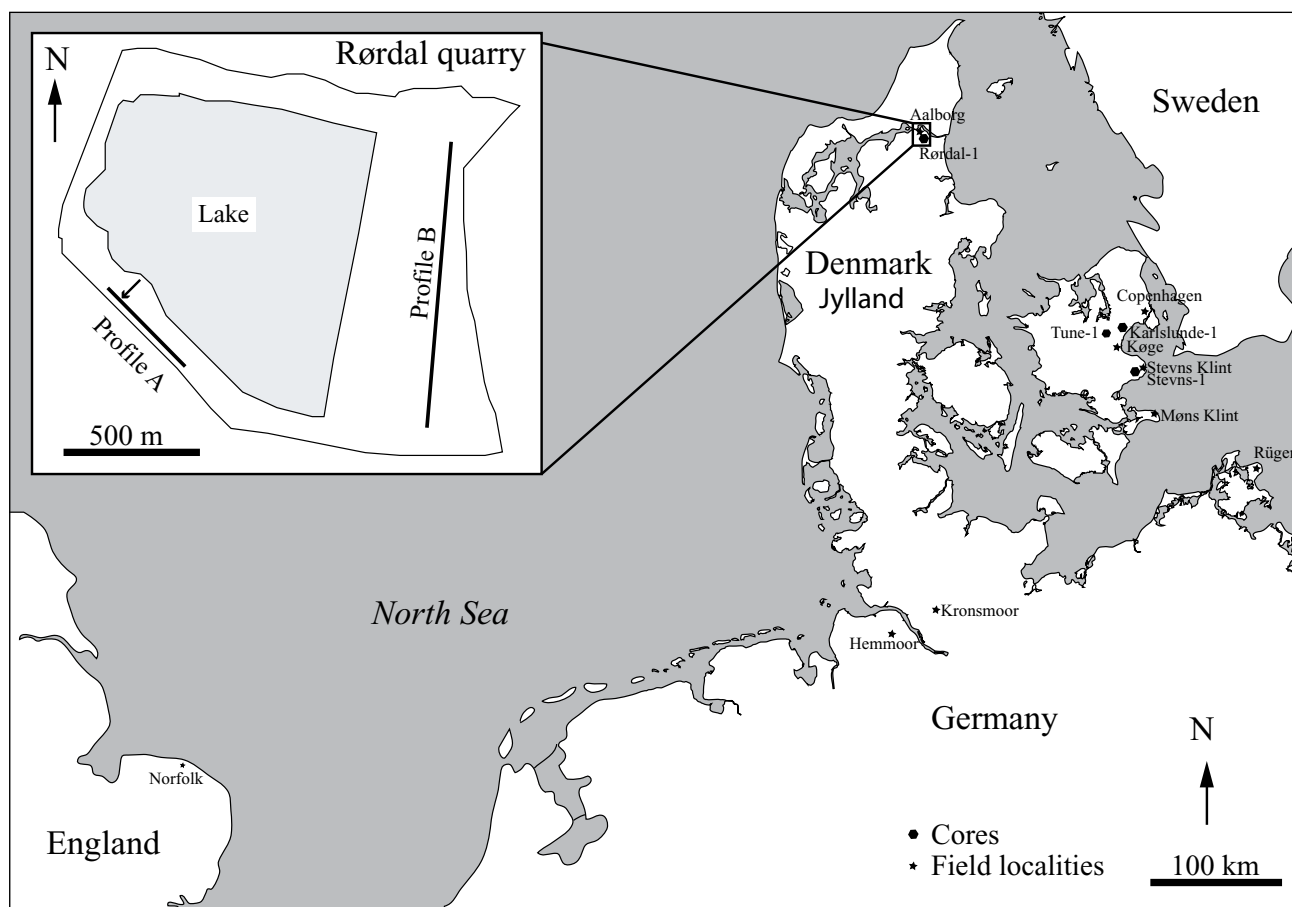 Rørdal quarry
N
Lake
Profile A
Profile B
500 m
Sweden
Aalborg
Rørdal-1
Denmark
Jylland
Copenhagen
Tune-1
Karlslunde-1
Køge
Stevns Klint
Stevns-1
Møns Klint
Rügen
North Sea
Kronsmoor
Hemmoor
Germany
N
Norfolk
England
Cores
Field localities
100 km